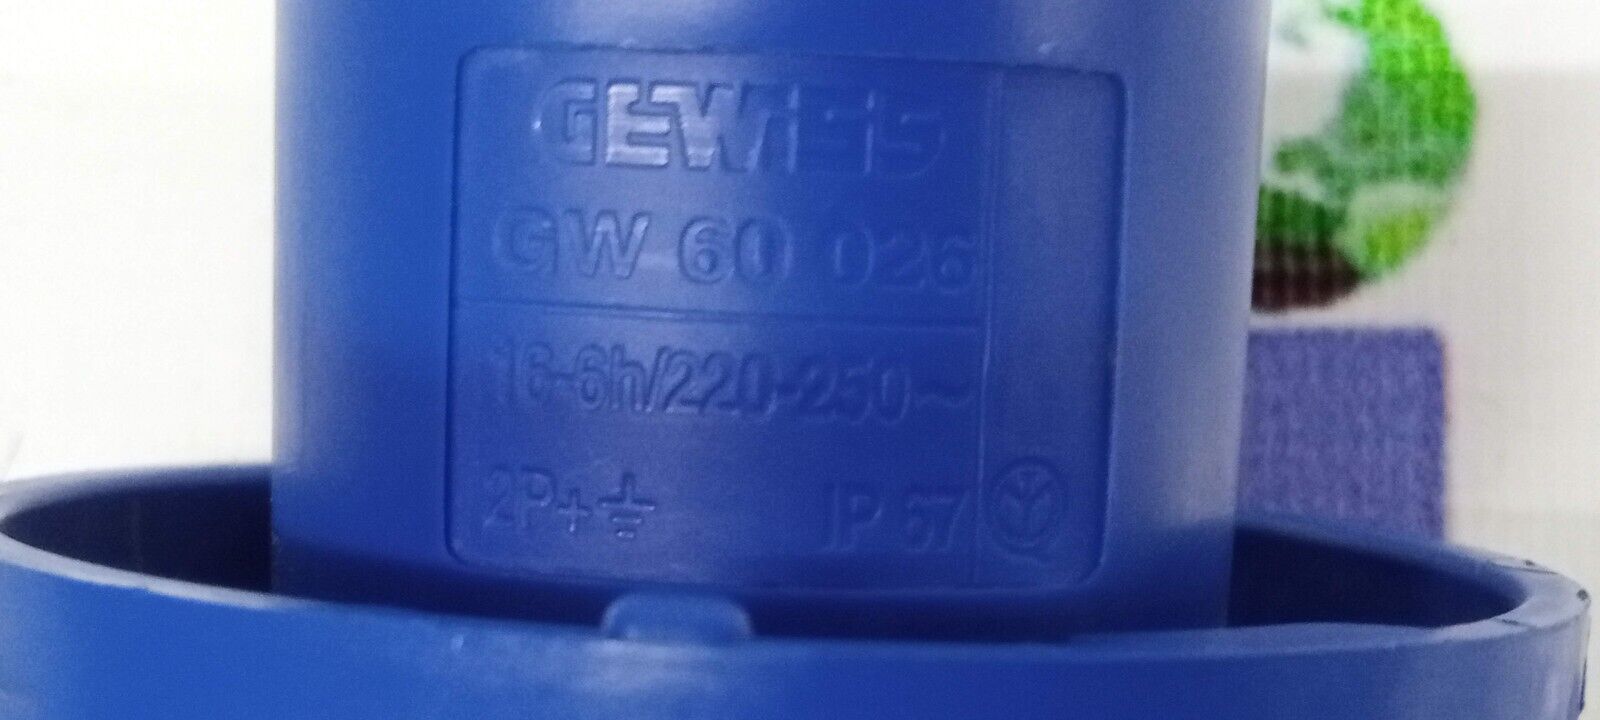 GEWISS
GW 60 026
16-6h/220-250~
2P+⏚ IP 67